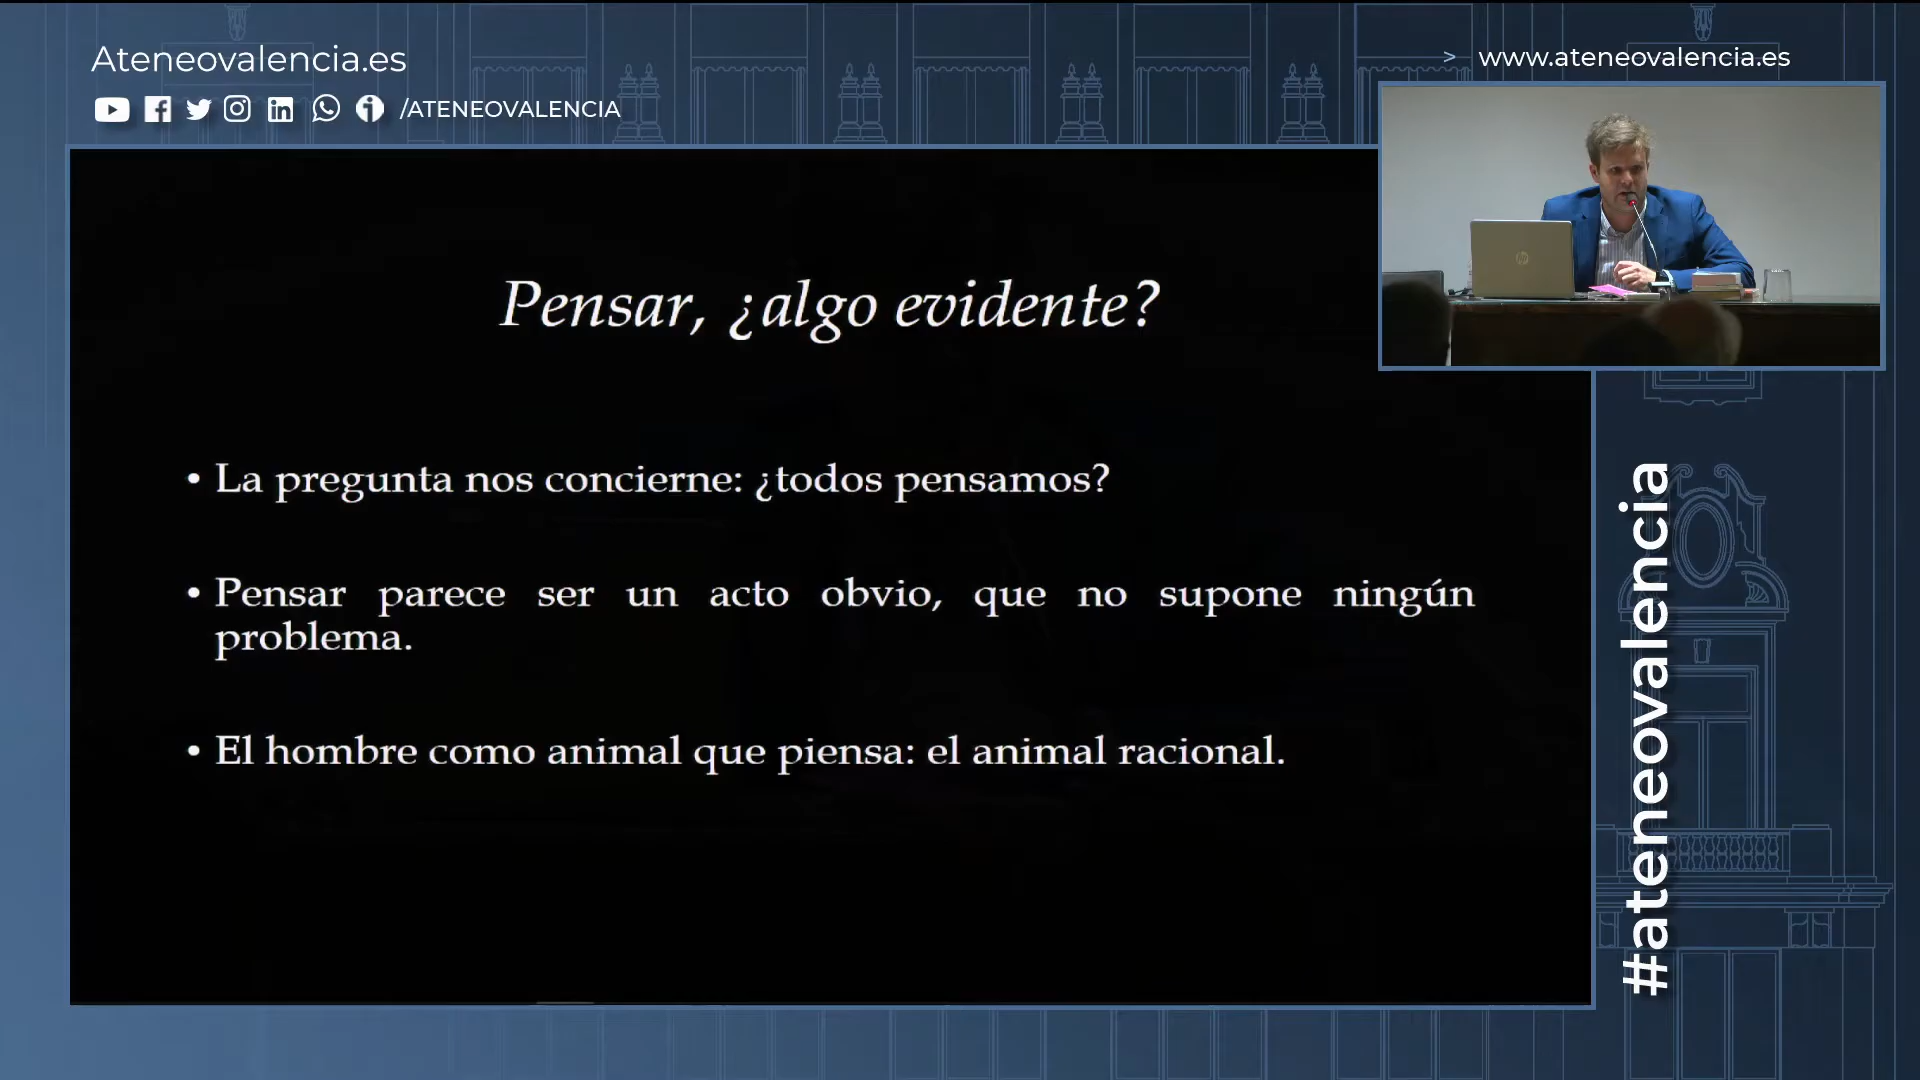 Ateneovalencia.es
/ATENEOVALENCIA
> www.ateneovalencia.es
Pensar, ¿algo evidente?
• La pregunta nos concierne: ¿todos pensamos?
• Pensar parece ser un acto obvio, que no supone ningún
problema.
• El hombre como animal que piensa: el animal racional.
#ateneovalencia